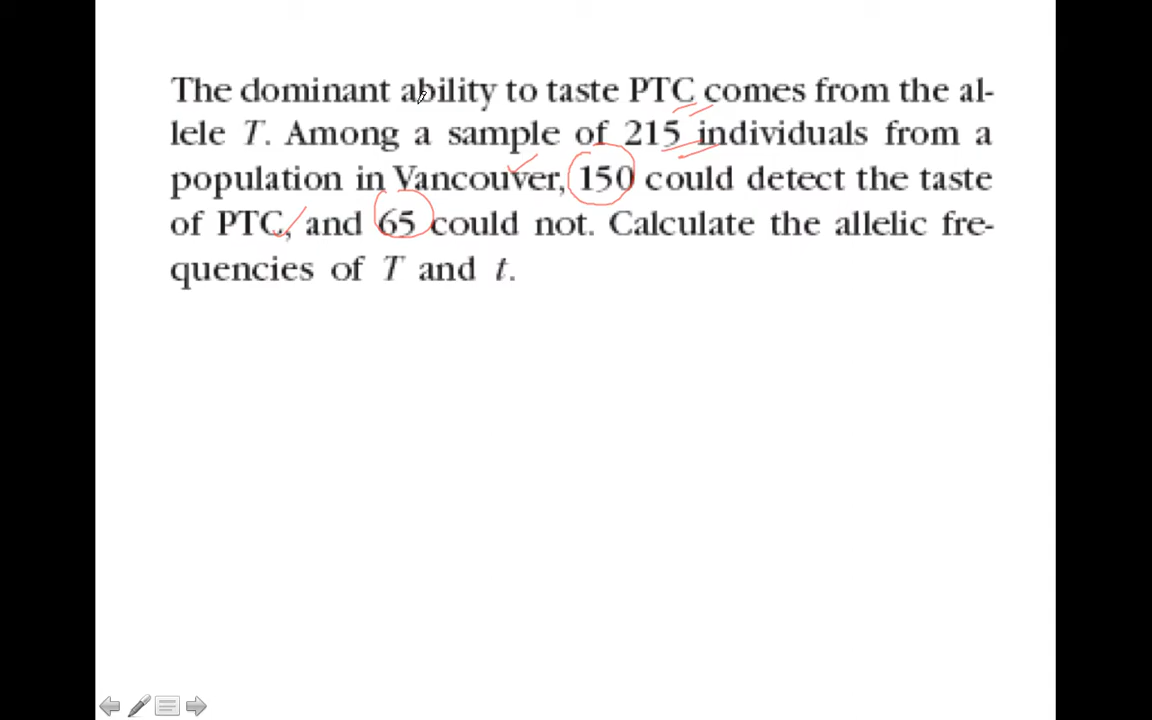 The dominant ability to taste PTC comes from the al-
lele T. Among a sample of 215 individuals from a
population in Vancouver, 150 could detect the taste
of PTC, and 65 could not. Calculate the allelic fre-
quencies of T and t.